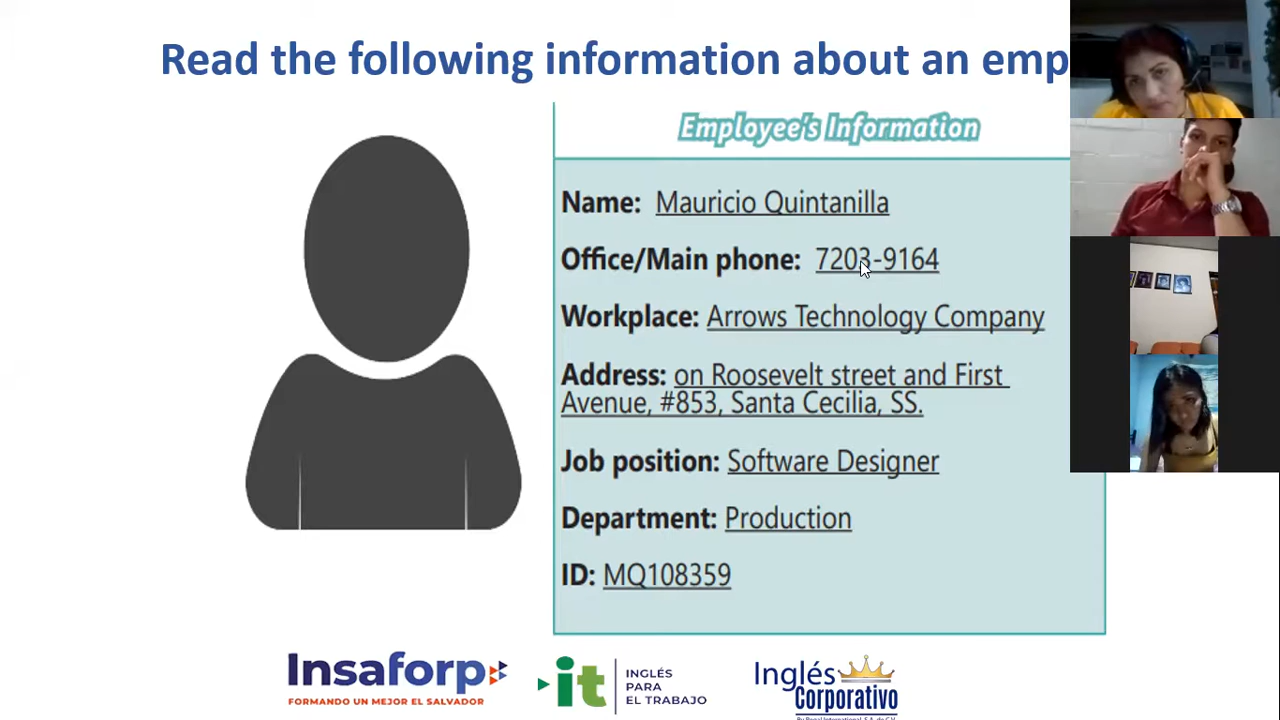 Read the following information about an emp
Employee's Information
Name: Mauricio Quintanilla
Office/Main phone: 7203-9164
Workplace: Arrows Technology Company
Address: on Roosevelt street and First
Avenue, #853, Santa Cecilia, SS.
Job position: Software Designer
Department: Production
ID: MQ108359
Insaforp
FORMANDO UN MEJOR EL SALVADOR
it
INGLÉS
PARA
EL TRABAJO
Inglés
Corporativo